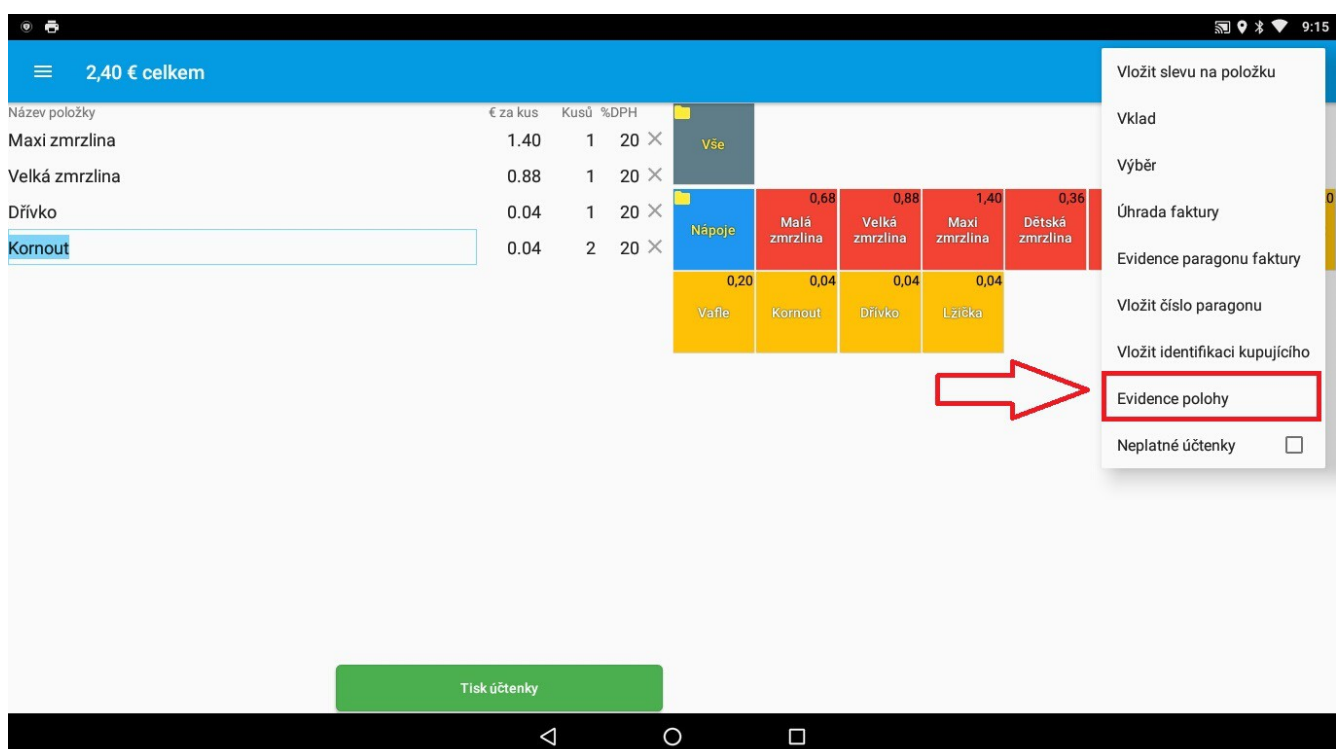 9:15
2,40 € celkem
Název položky € za kus Kusů %DPH
Maxi zmrzlina 1.40 1 20
Velká zmrzlina 0.88 1 20
Dřívko 0.04 1 20
Kornout 0.04 2 20
Tisk účtenky
Vše
Nápoje
0,68
Malá
zmrzlina
0,88
Velká
zmrzlina
1,40
Maxi
zmrzlina
0,36
Dětská
zmrzlina
0
0,20
Vafle
0,04
Kornout
0,04
Dřívko
0,04
Lžička
Vložit slevu na položku
Vklad
Výběr
Úhrada faktury
Evidence paragonu faktury
Vložit číslo paragonu
Vložit identifikaci kupujícího
Evidence polohy
Neplatné účtenky